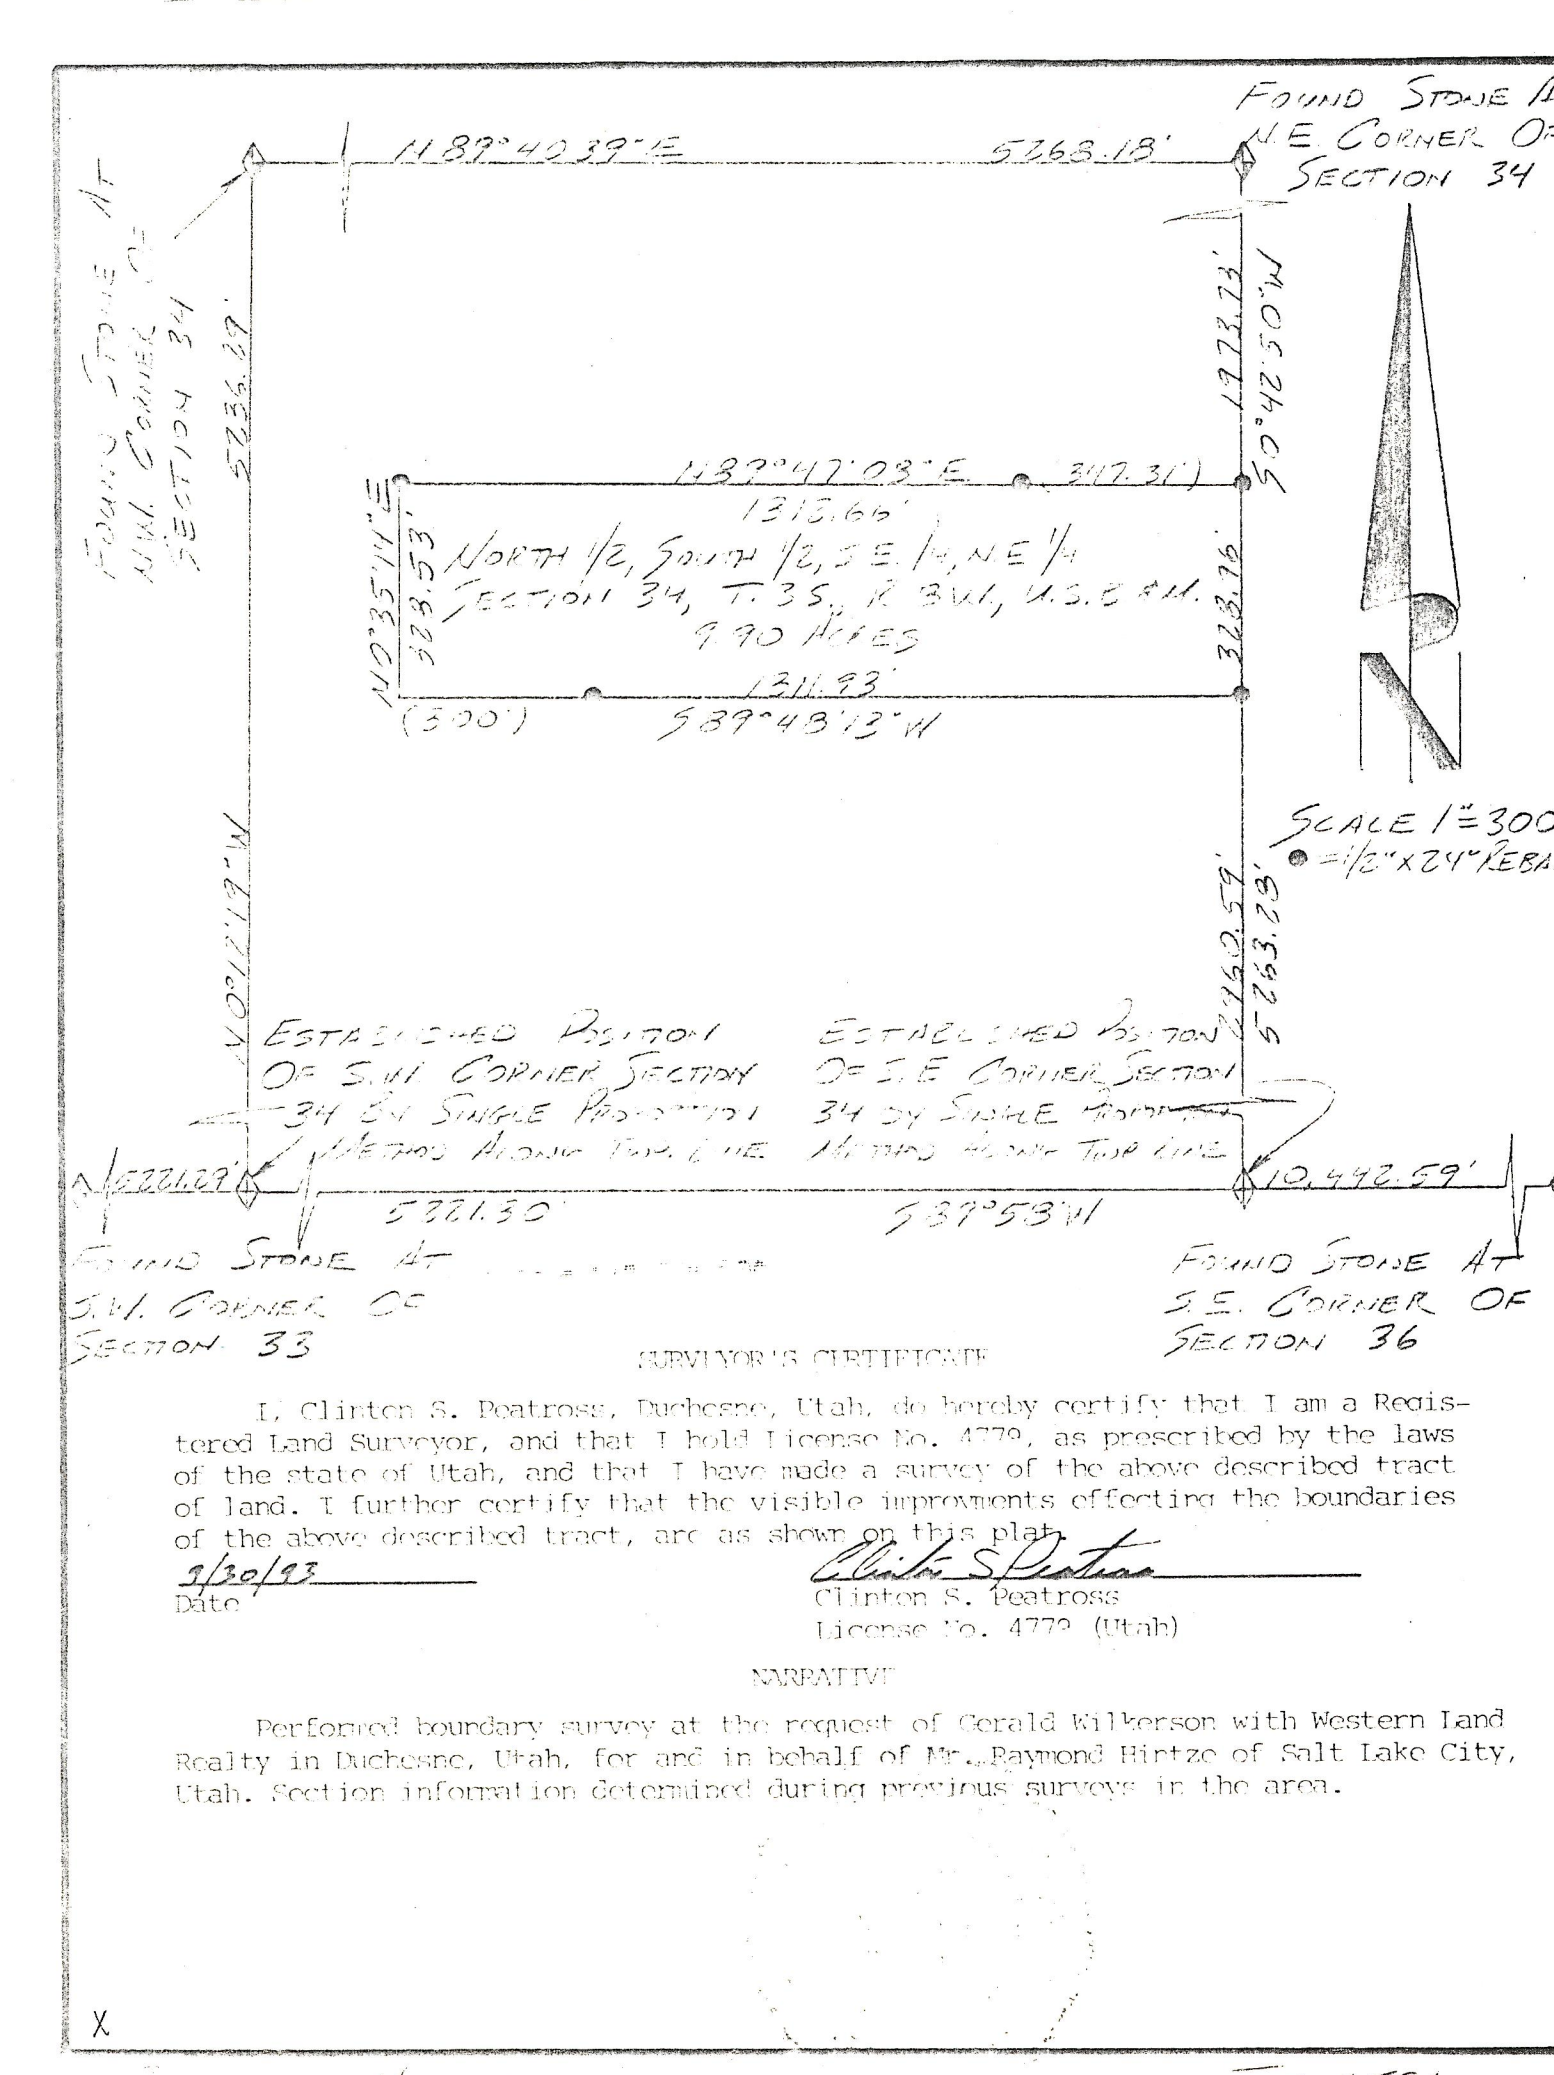 FOUND STONE A
N.E. CORNER OF
SECTION 34
N 89°40'39"E 5268.18'
FOUND STONE AT
N.W. CORNER OF
SECTION 34
5236.29'
N0°12'19"W
1973.73'
S0°42'50"W
N89°47'03"E (347.31')
1313.66'
N0°35'14"E
328.53'
NORTH 1/2, SOUTH 1/2, S.E. 1/4, N.E 1/4
SECTION 34, T. 3S., R 3W., U.S.B & M.
9.90 ACRES
328.96'
1311.93'
(300') S89°48'13"W
N
SCALE 1"=300
=1/2" X 24" REBA
2960.59'
5263.28'
ESTABLISHED POSITION
OF S.W. CORNER SECTION
34 BY SINGLE PROPORTION
METHOD ALONG TWP. LINE
ESTABLISHED POSITION
OF S.E CORNER SECTION
34 BY SINGLE PROPORTION
METHOD ALONG TWP LINE
5221.29' 10,442.59'
5221.30' S89°58'W
FOUND STONE AT
S.W. CORNER OF
SECTION 33
FOUND STONE AT
S.E. CORNER OF
SECTION 36
SURVEYOR'S CERTIFICATE
I, Clinton S. Peatross, Duchesne, Utah, do hereby certify that I am a Regis-
tered Land Surveyor, and that I hold License No. 4779, as prescribed by the laws
of the state of Utah, and that I have made a survey of the above described tract
of land. I further certify that the visible improvments effecting the boundaries
of the above described tract, are as shown on this plat.
9/30/93 Clinton S Peatross
Date Clinton S. Peatross
License No. 4779 (Utah)
NARRATIVE
Performed boundary survey at the request of Gerald Wilkerson with Western Land
Realty in Duchesne, Utah, for and in behalf of Mr. Raymond Hintze of Salt Lake City,
Utah. Section information determined during previous surveys in the area.
X